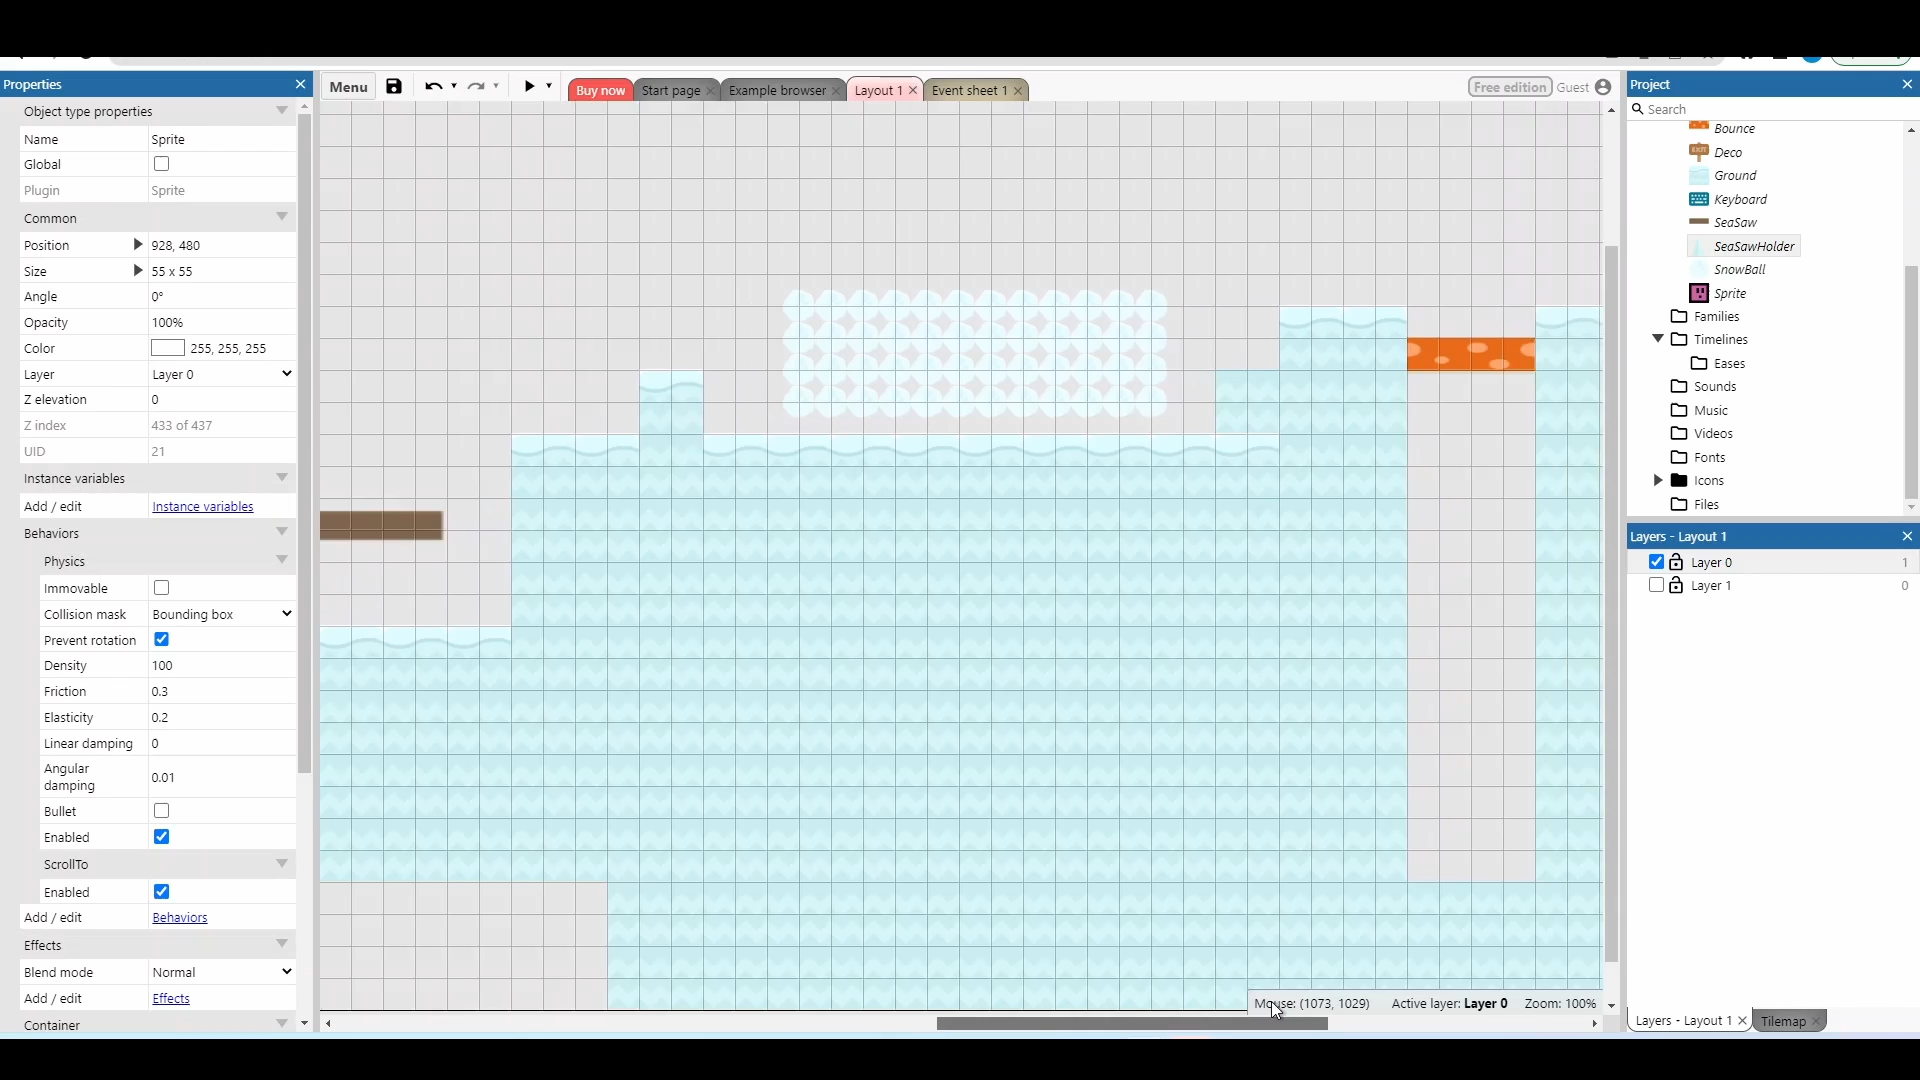 Properties
Menu
Buy now
Start page
Example browser
Layout 1
Event sheet 1
Free edition
Guest
Project
Search
Object type properties
Name Sprite
Global
Plugin Sprite
Common
Position 928, 480
Size 55 x 55
Angle 0°
Opacity 100%
Color 255, 255, 255
Layer Layer 0
Z elevation 0
Z index 433 of 437
UID 21
Instance variables
Add / edit Instance variables
Behaviors
Physics
Immovable
Collision mask Bounding box
Prevent rotation
Density 100
Friction 0.3
Elasticity 0.2
Linear damping 0
Angular
damping 0.01
Bullet
Enabled
ScrollTo
Enabled
Add / edit Behaviors
Effects
Blend mode Normal
Add / edit Effects
Container
Bounce
EXIT
Deco
Ground
Keyboard
SeaSaw
SeaSawHolder
SnowBall
Sprite
Families
Timelines
Eases
Sounds
Music
Videos
Fonts
Icons
Files
Layers - Layout 1
Layer 0 1
Layer 1 0
Mouse: (1073, 1029) Active layer: Layer 0 Zoom: 100%
Layers - Layout 1
Tilemap